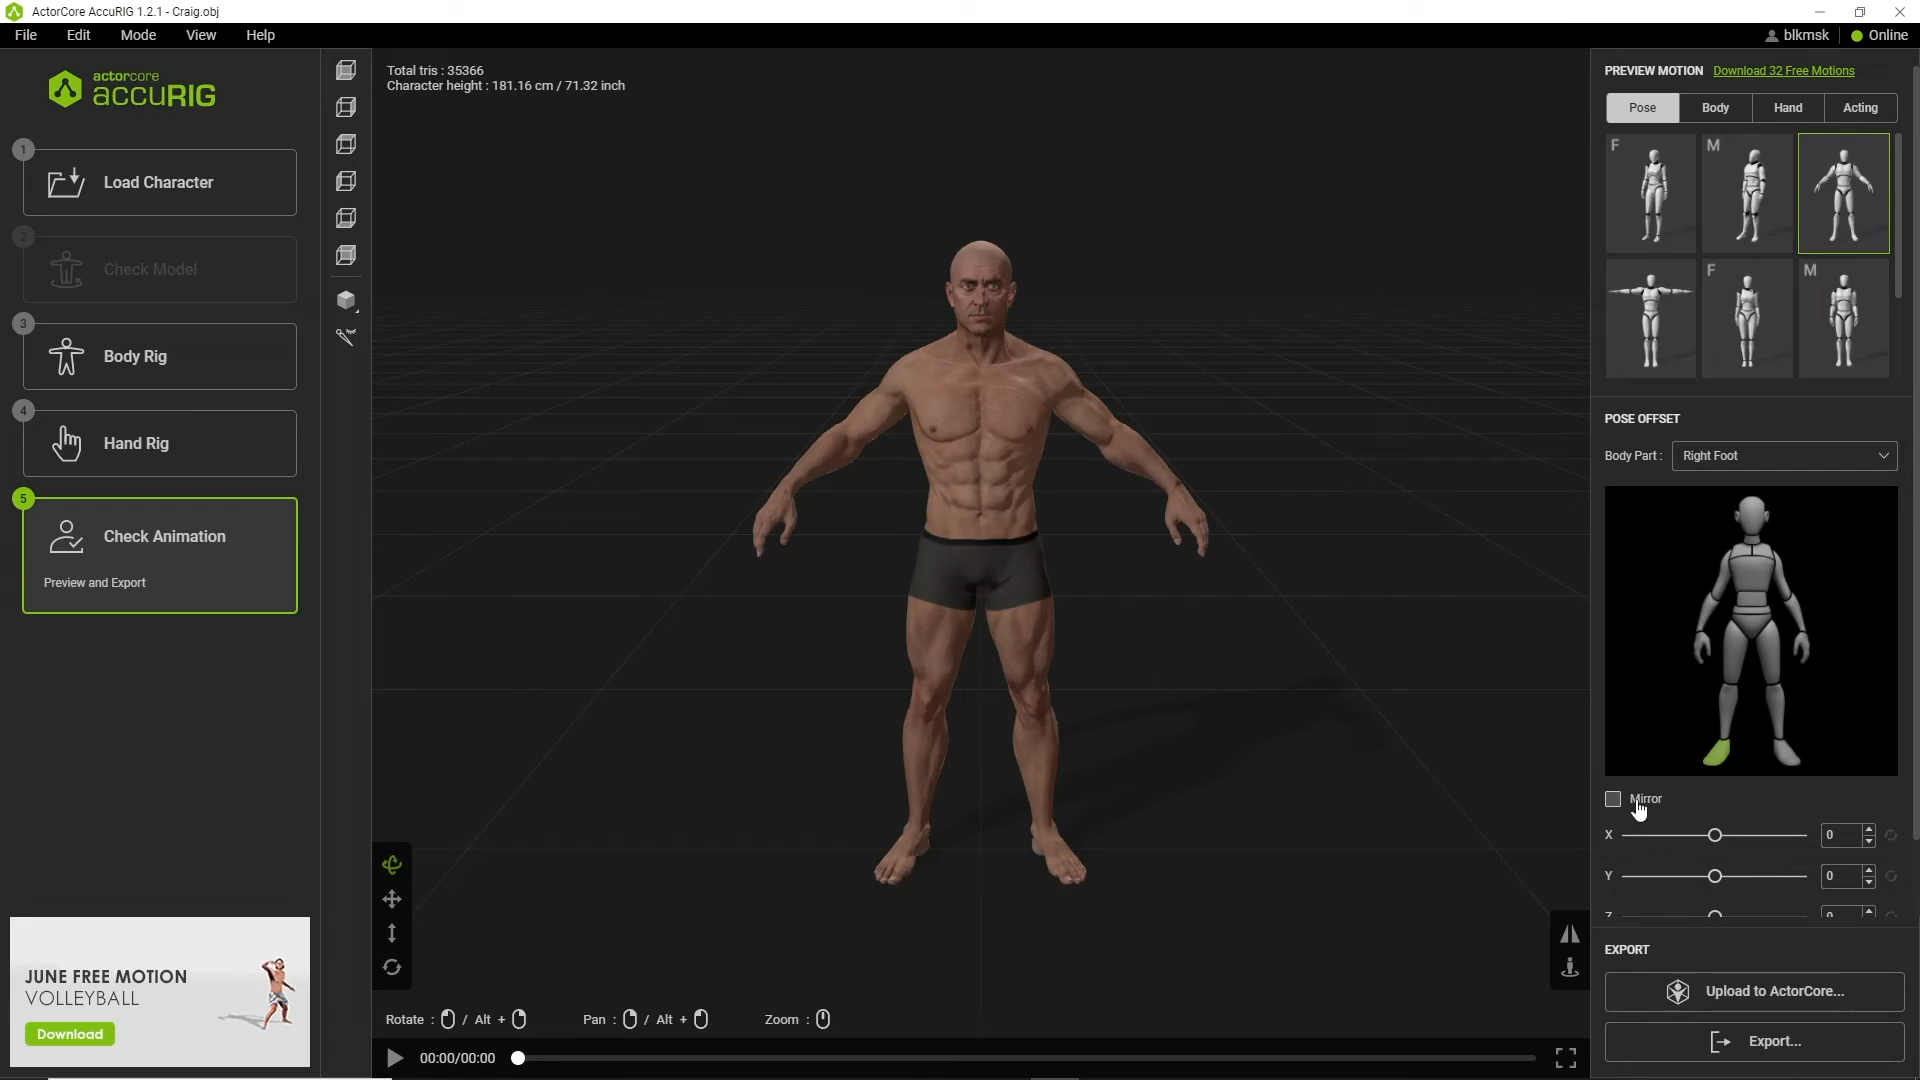 ActorCore AccuRIG 1.2.1 - Craig.obj
File Edit Mode View Help
blkmsk Online
actorcore
accuRIG
1
Load Character
2
Check Model
3
Body Rig
4
Hand Rig
5
Check Animation
Preview and Export
JUNE FREE MOTION
VOLLEYBALL
Download
Total tris : 35366
Character height : 181.16 cm / 71.32 inch
Rotate : / Alt + Pan : / Alt + Zoom :
00:00/00:00
PREVIEW MOTION Download 32 Free Motions
Pose Body Hand Acting
F M
F M
POSE OFFSET
Body Part : Right Foot
Mirror
X 0
Y 0
Z 0
EXPORT
Upload to ActorCore...
Export...